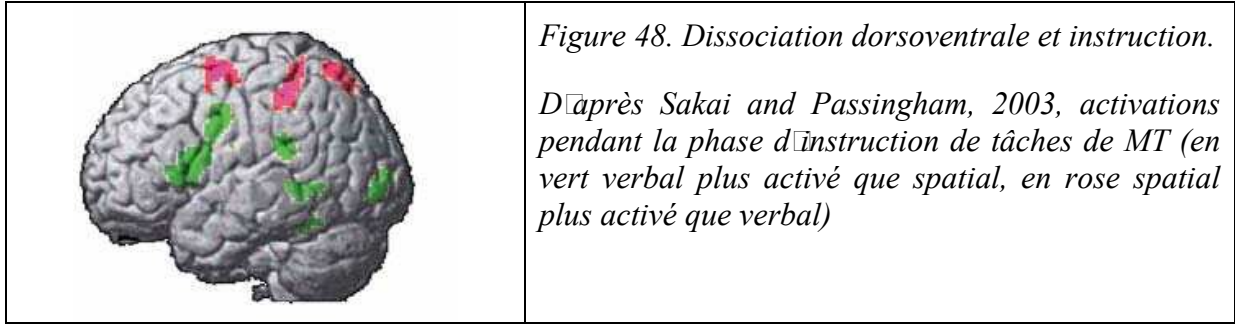 Figure 48. Dissociation dorsoventrale et instruction.
D□après Sakai and Passingham, 2003, activations
pendant la phase d□instruction de tâches de MT (en
vert verbal plus activé que spatial, en rose spatial
plus activé que verbal)